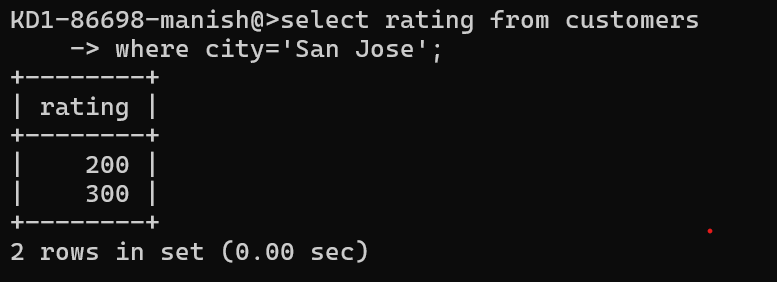 KD1-86698-manish@>select rating from customers
    -> where city='San Jose';
+--------+
| rating |
+--------+
|    200 |
|    300 |
+--------+
2 rows in set (0.00 sec)